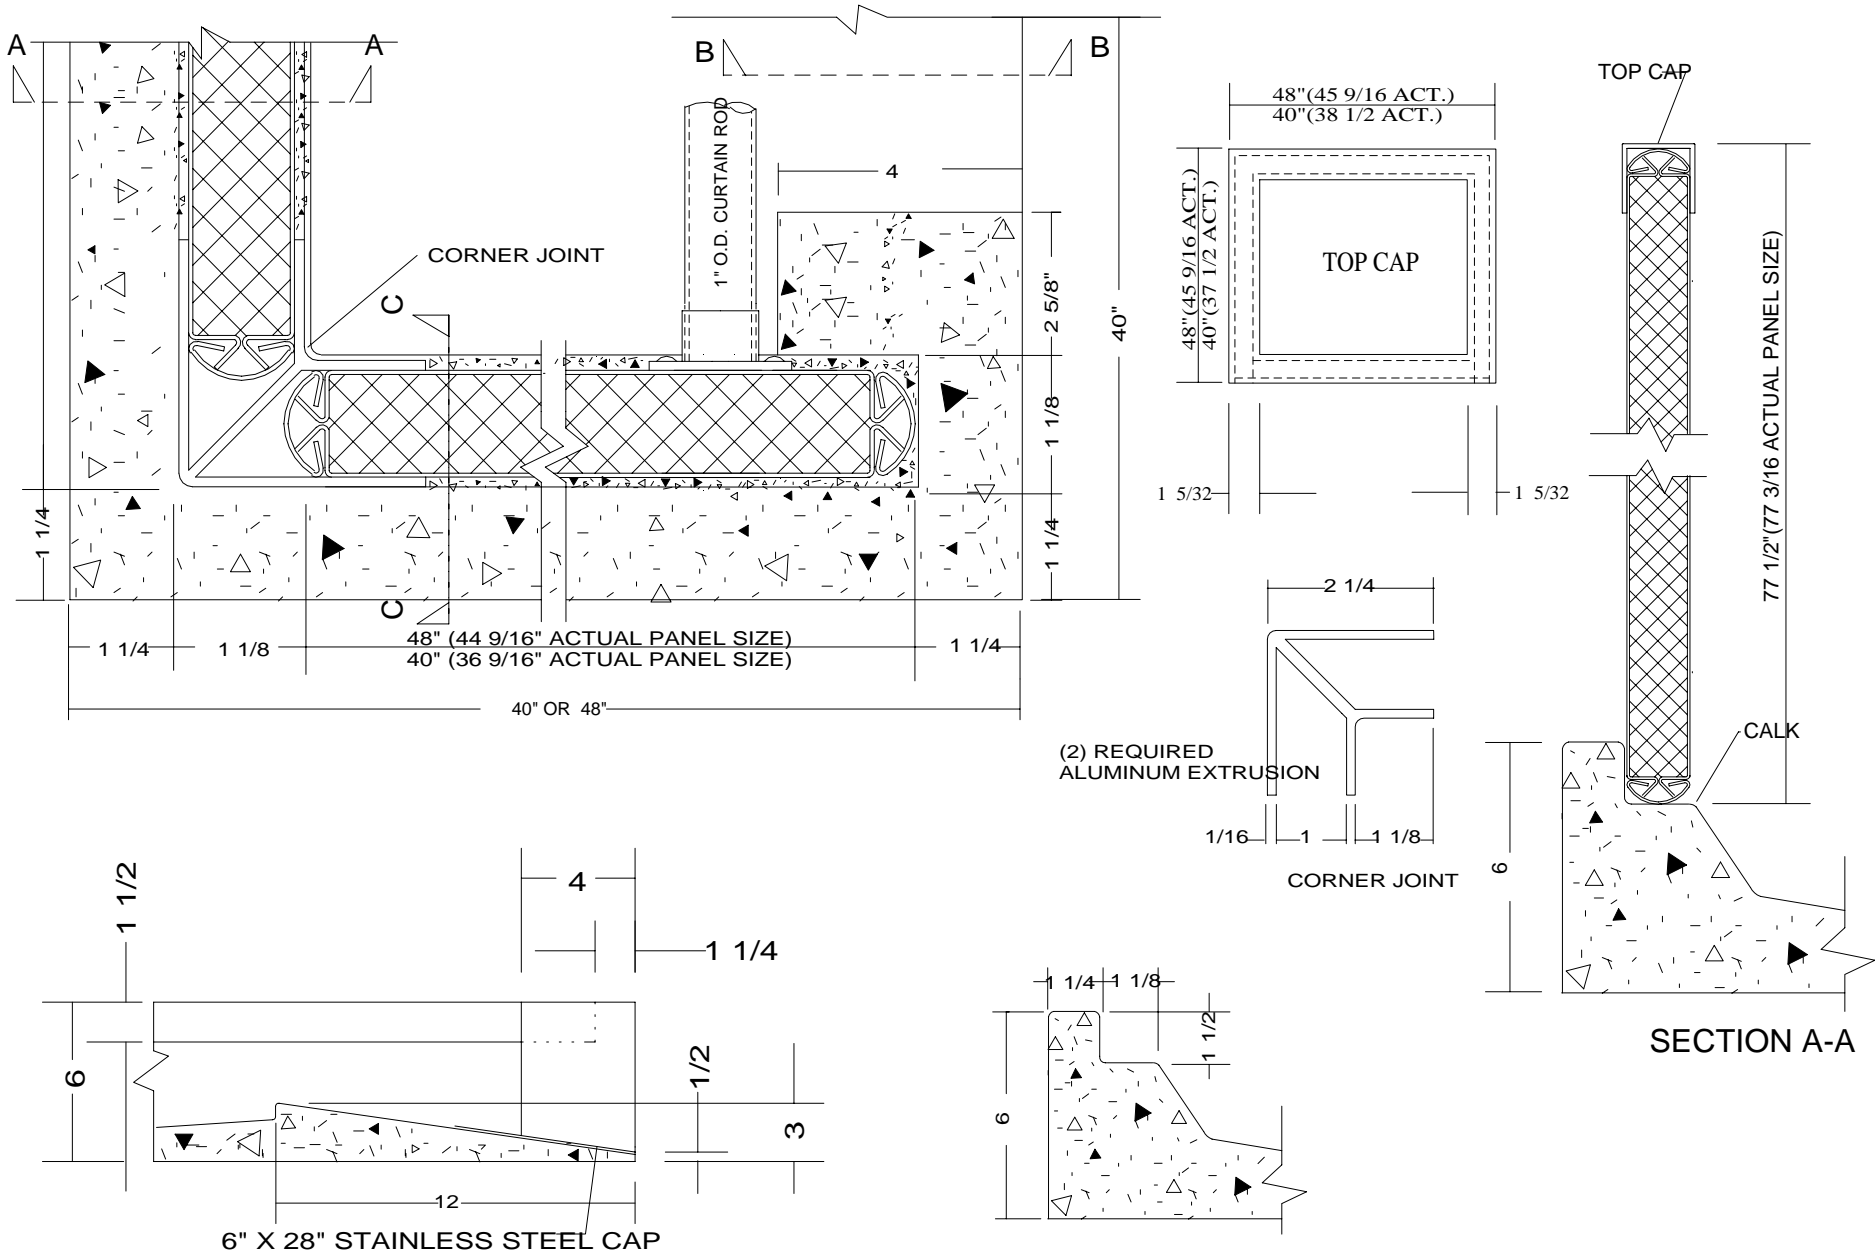 A
A
B
B
1" O.D. CURTAIN ROD
4
CORNER JOINT
C
2 5/8"
40"
1 1/8
1 1/4
1 1/4
C
1 1/4
1 1/8
48" (44 9/16" ACTUAL PANEL SIZE)
40" (36 9/16" ACTUAL PANEL SIZE)
1 1/4
40" OR 48"
48"(45 9/16 ACT.)
40"(38 1/2 ACT.)
48"(45 9/16 ACT.)
40"(37 1/2 ACT.)
TOP CAP
1 5/32
1 5/32
2 1/4
(2) REQUIRED
ALUMINUM EXTRUSION
1/16
1
1 1/8
CORNER JOINT
TOP CAP
77 1/2"(77 3/16 ACTUAL PANEL SIZE)
CALK
6
SECTION A-A
1 1/2
4
1 1/4
6
1/2
3
12
6" X 28" STAINLESS STEEL CAP
1 1/4
1 1/8
1 1/2
6